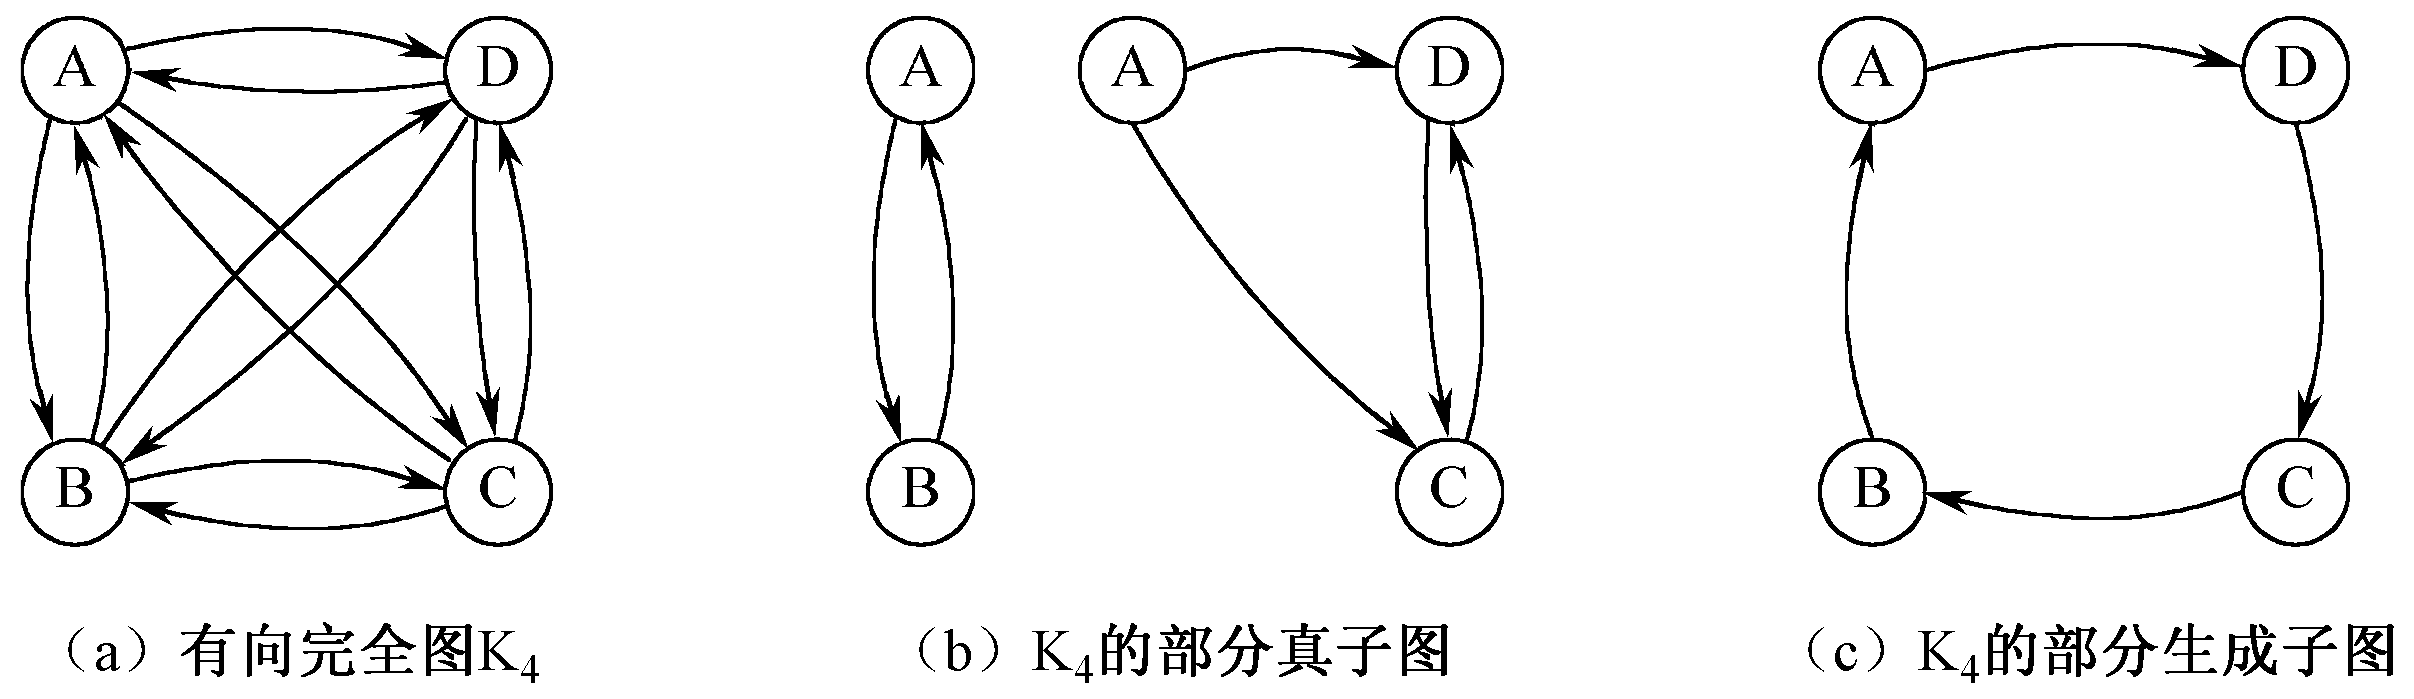 A D A A D A D
B C B C B C
（a）有向完全图K₄ （b）K₄的部分真子图 （c）K₄的部分生成子图